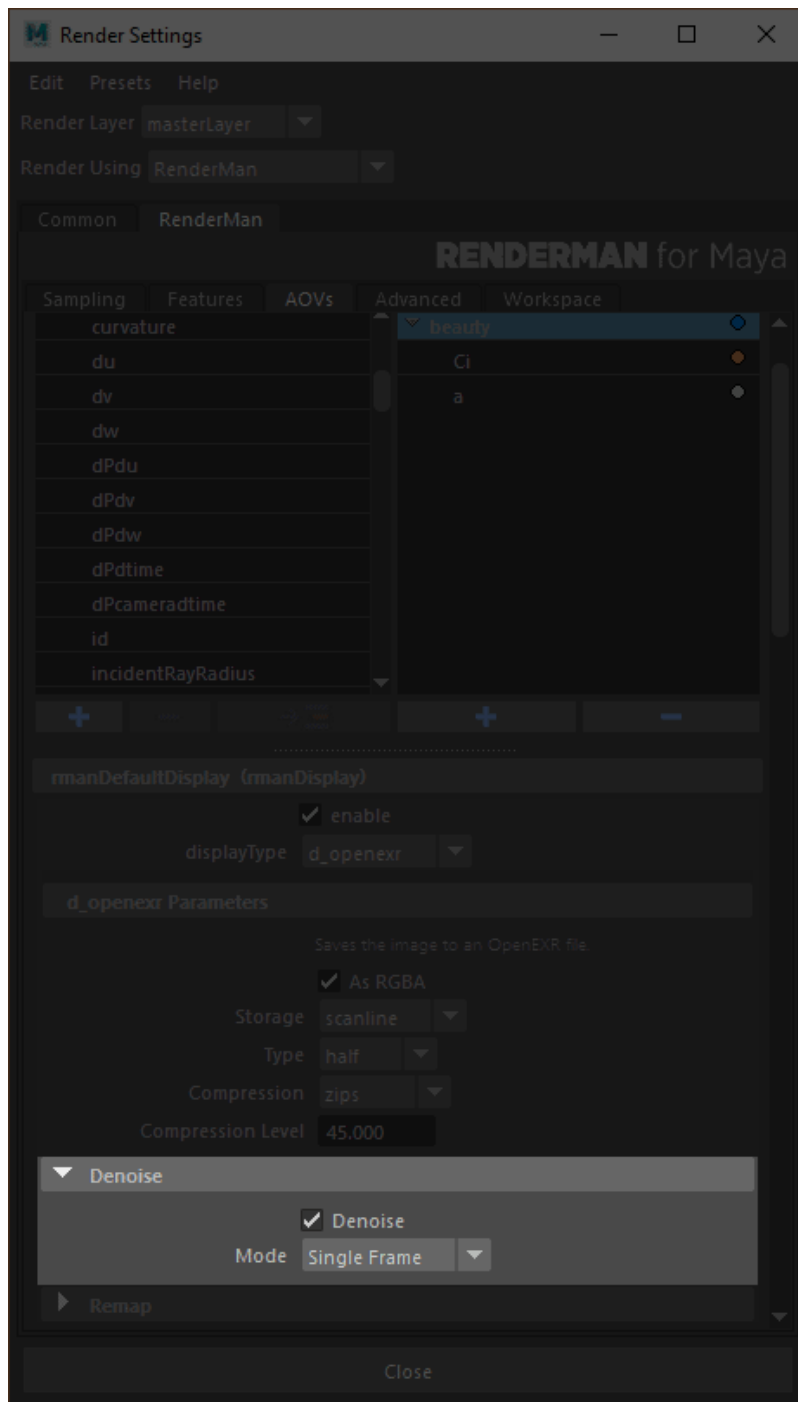 Render Settings
Edit Presets Help
Render Layer masterLayer
Render Using RenderMan
Common RenderMan
RENDERMAN for Maya
Sampling Features AOVs Advanced Workspace
curvature
du
dv
dw
dPdu
dPdv
dPdw
dPdtime
dPcameradtime
id
incidentRayRadius
beauty
Ci
a
rmanDefaultDisplay (rmanDisplay)
enable
displayType d_openexr
d_openexr Parameters
Saves the image to an OpenEXR file.
As RGBA
Storage scanline
Type half
Compression zips
Compression Level 45.000
Denoise
Denoise
Mode Single Frame
Remap
Close